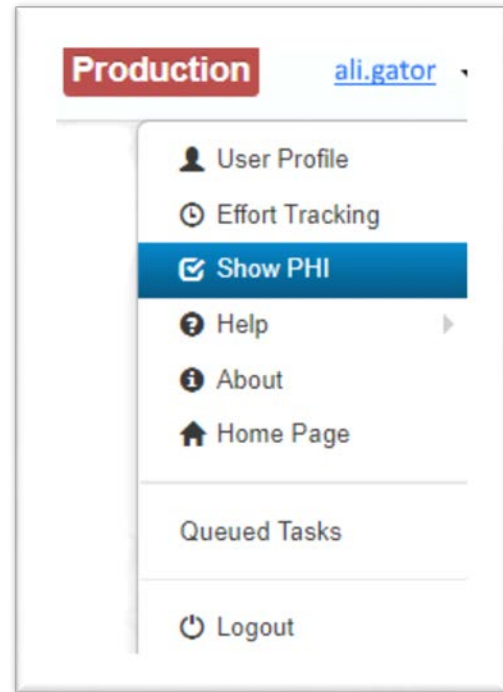 Production ali.gator
User Profile
Effort Tracking
Show PHI
Help
About
Home Page
Queued Tasks
Logout